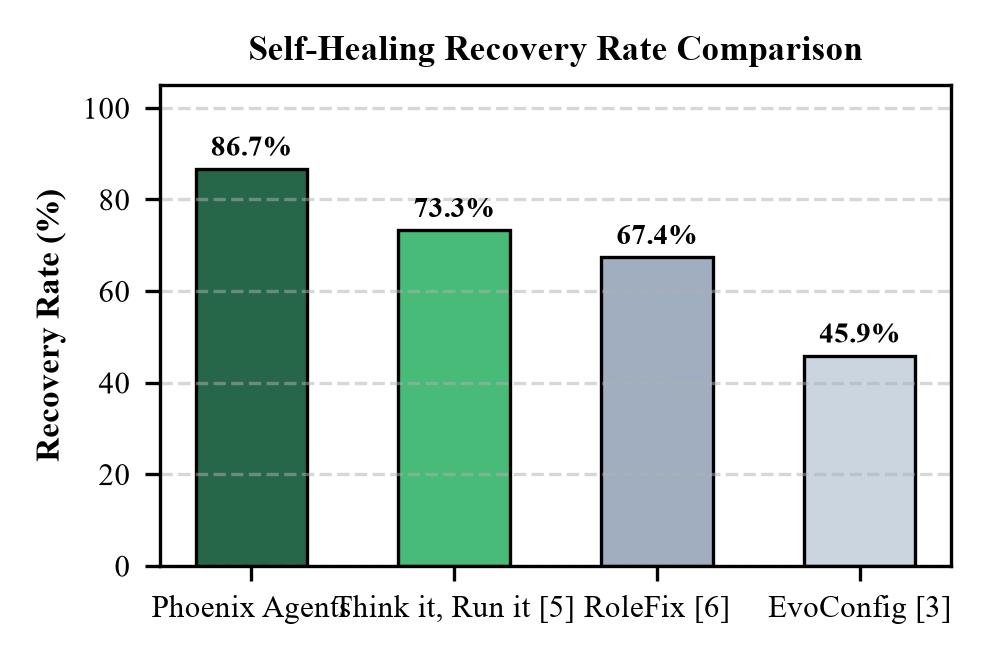 Self-Healing Recovery Rate Comparison
Recovery Rate (%)
100
80
60
40
20
0
86.7%
73.3%
67.4%
45.9%
Phoenix Agents
Think it, Run it [5]
RoleFix [6]
EvoConfig [3]